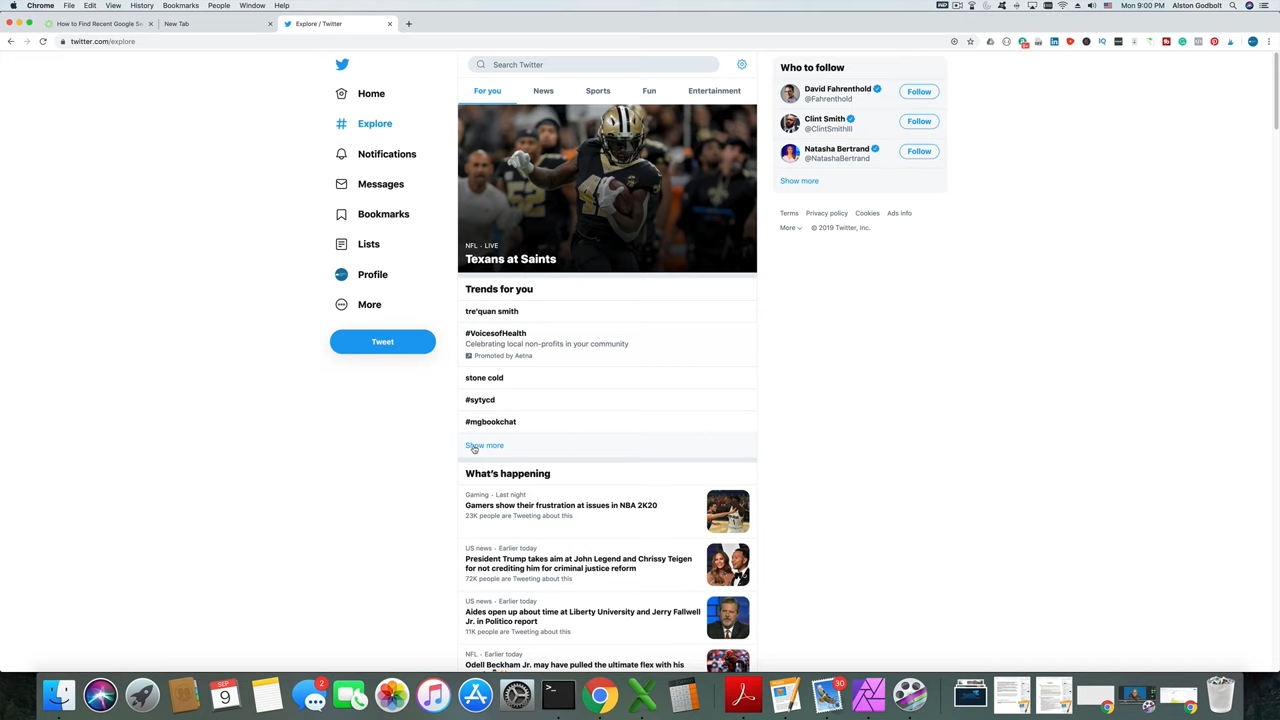 Chrome File Edit View History Bookmarks People Window Help
Mon 9:00 PM Alston Godbolt
How to Find Recent Google Se
New Tab
Explore / Twitter
twitter.com/explore
Home
Explore
Notifications
Messages
Bookmarks
Lists
Profile
More
Tweet
Search Twitter
For you News Sports Fun Entertainment
NFL · LIVE
Texans at Saints
Trends for you
tre'quan smith
#VoicesofHealth
Celebrating local non-profits in your community
Promoted by Aetna
stone cold
#sytycd
#mgbookchat
Show more
What's happening
Gaming · Last night
Gamers show their frustration at issues in NBA 2K20
23K people are Tweeting about this
US news · Earlier today
President Trump takes aim at John Legend and Chrissy Teigen
for not crediting him for criminal justice reform
72K people are Tweeting about this
US news · Earlier today
Aides open up about time at Liberty University and Jerry Fallwell
Jr. in Politico report
11K people are Tweeting about this
NFL · Earlier today
Odell Beckham Jr. may have pulled the ultimate flex with his
Who to follow
David Fahrenthold
@Fahrenthold
Follow
Clint Smith
@ClintSmithIII
Follow
Natasha Bertrand
@NatashaBertrand
Follow
Show more
Terms Privacy policy Cookies Ads info
More © 2019 Twitter, Inc.
SEP
9
2
30